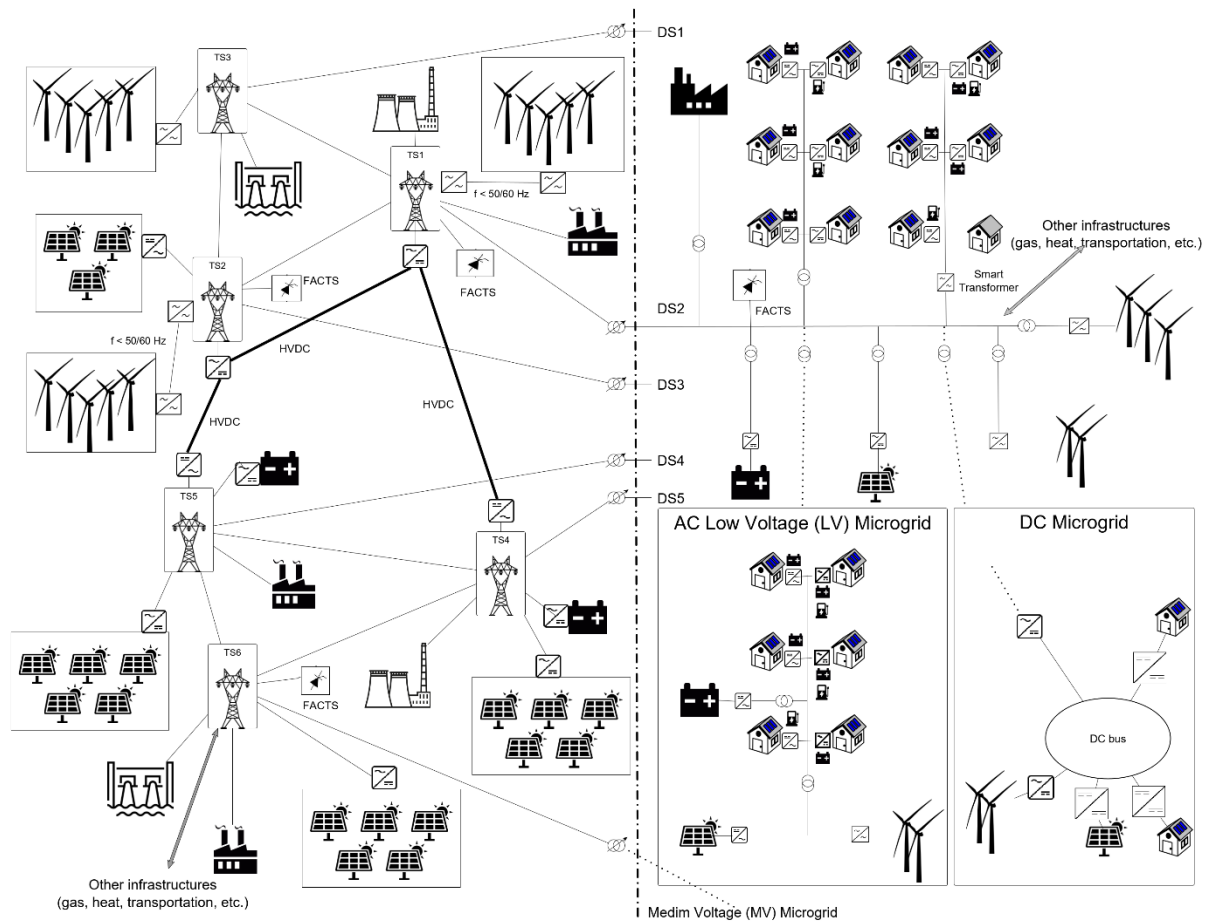 TS3
DS1
TS1
f < 50/60 Hz
Other infrastructures
(gas, heat, transportation, etc.)
TS2
FACTS
FACTS
Smart
Transformer
FACTS
DS2
f < 50/60 Hz
HVDC
DS3
HVDC
HVDC
DS4
TS5
DS5
AC Low Voltage (LV) Microgrid
DC Microgrid
TS4
TS6
FACTS
DC bus
Other infrastructures
(gas, heat, transportation, etc.)
Medim Voltage (MV) Microgrid